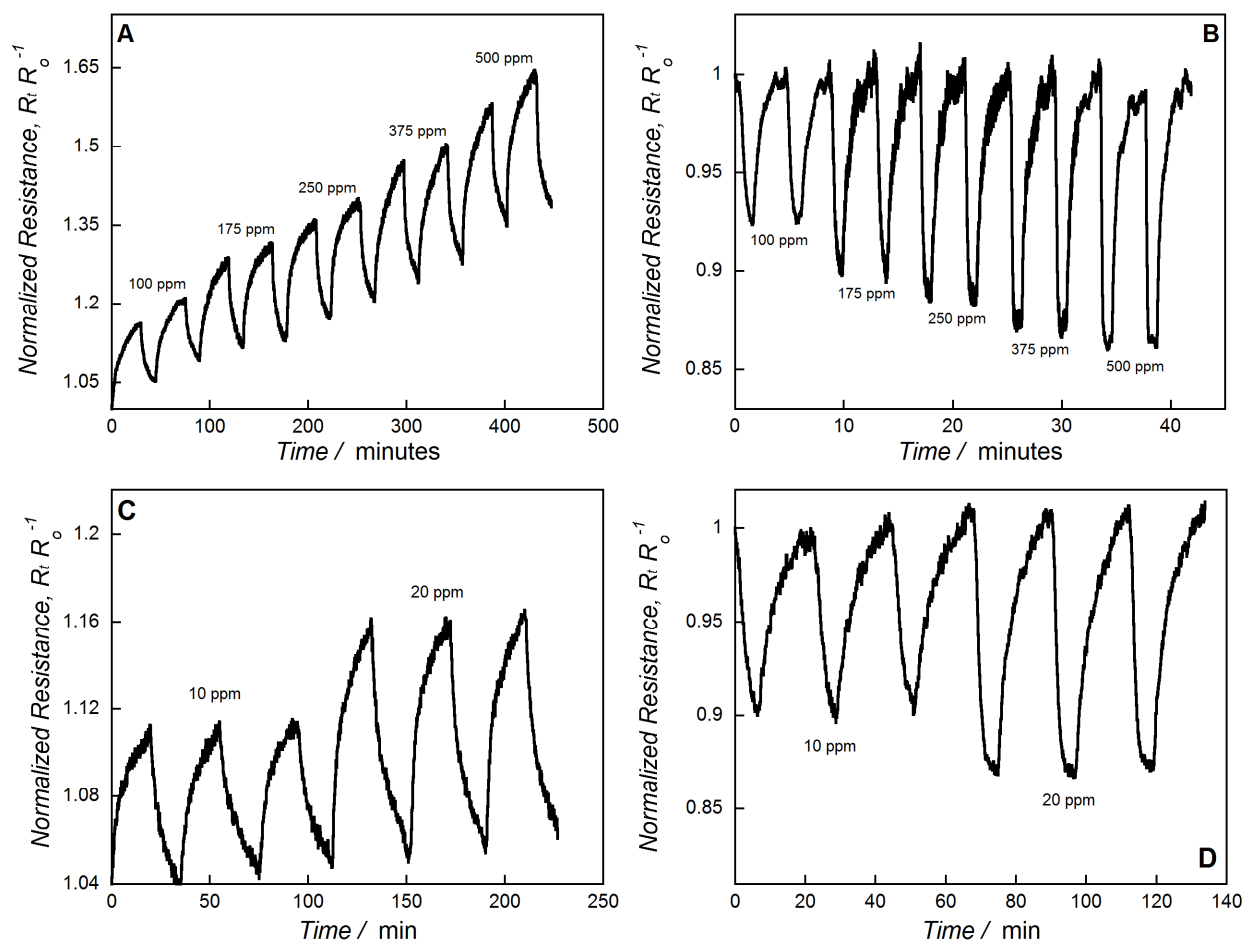 A
Normalized Resistance, Rt Ro-1
1.65
1.5
1.35
1.2
1.05
100 ppm
175 ppm
250 ppm
375 ppm
500 ppm
0 100 200 300 400 500
Time / minutes
B
Normalized Resistance, Rt Ro-1
1
0.95
0.9
0.85
100 ppm
175 ppm
250 ppm
375 ppm
500 ppm
0 10 20 30 40
Time / minutes
C
Normalized Resistance, Rt Ro-1
1.2
1.16
1.12
1.08
1.04
10 ppm
20 ppm
0 50 100 150 200 250
Time / min
Normalized Resistance, Rt Ro-1
1
0.95
0.9
0.85
10 ppm
20 ppm
D
0 20 40 60 80 100 120 140
Time / min